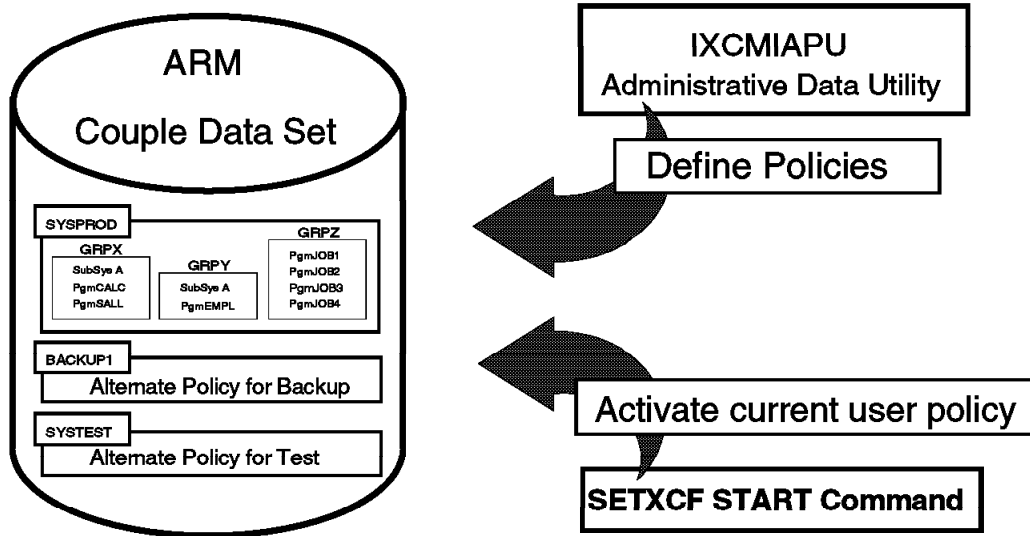 ARM
Couple Data Set
SYSPROD
GRPX
SubSys A
PgmCALC
PgmSALL
GRPY
SubSys A
PgmEMPL
GRPZ
PgmJOB1
PgmJOB2
PgmJOB3
PgmJOB4
BACKUP1
Alternate Policy for Backup
SYSTEST
Alternate Policy for Test
IXCMIAPU
Administrative Data Utility
Define Policies
Activate current user policy
SETXCF START Command